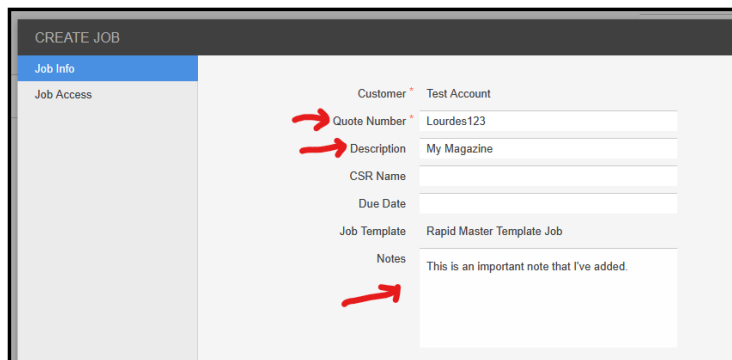 CREATE JOB
Job Info
Job Access
Customer * Test Account
Quote Number * Lourdes123
Description My Magazine
CSR Name
Due Date
Job Template Rapid Master Template Job
Notes This is an important note that I've added.